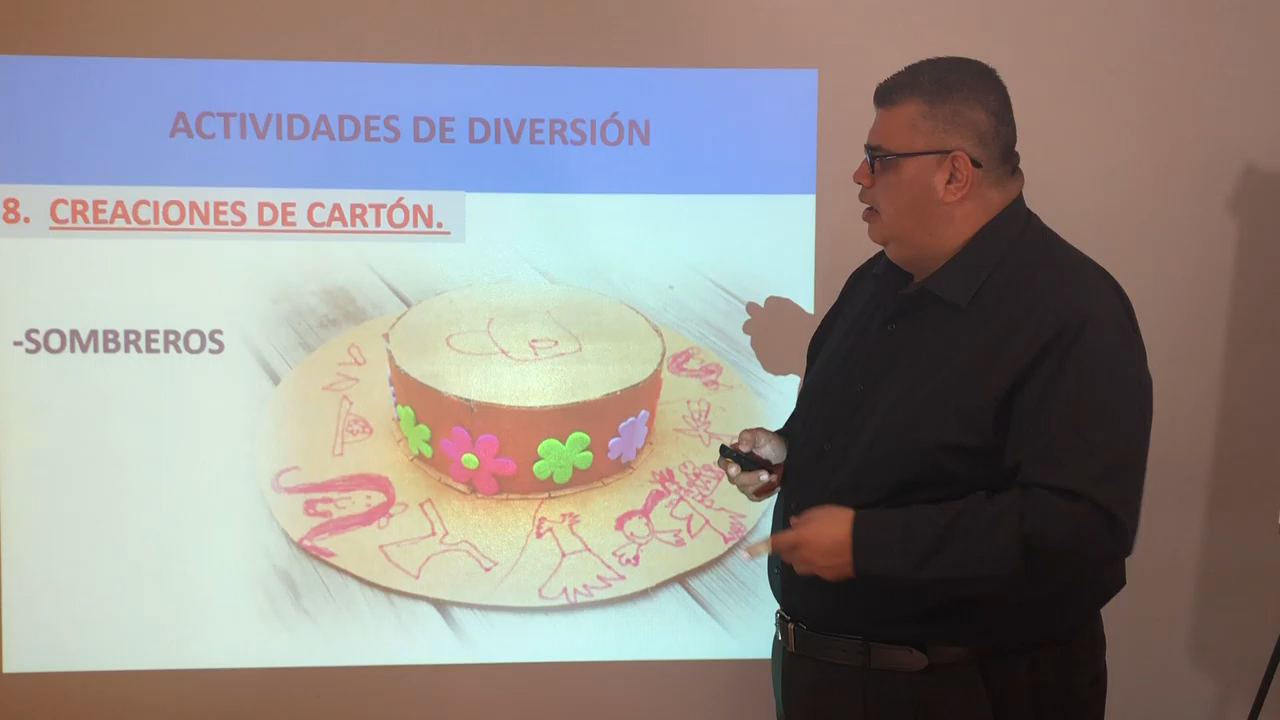 ACTIVIDADES DE DIVERSIÓN
8. CREACIONES DE CARTÓN.
-SOMBREROS